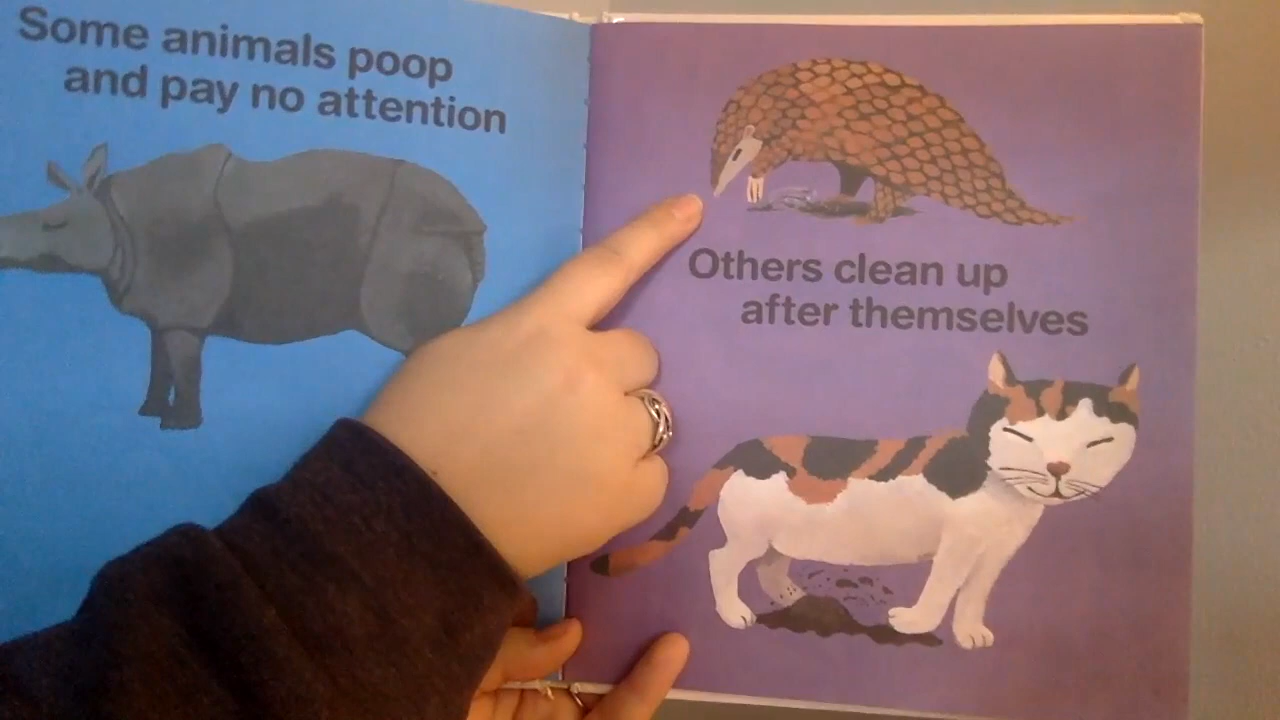 Some animals poop
and pay no attention
Others clean up
after themselves